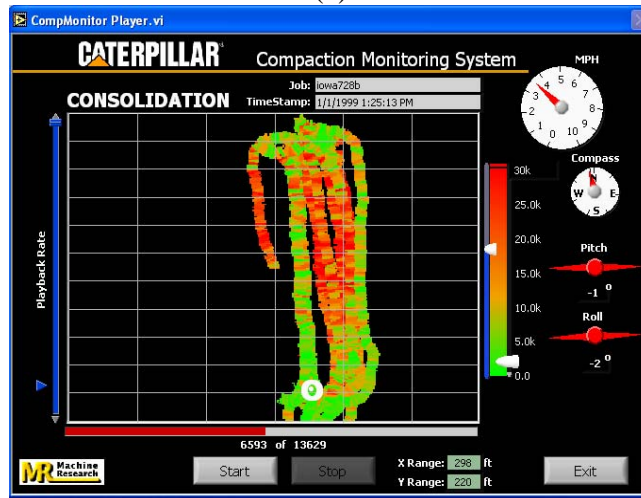 CompMonitor Player.vi
CATERPILLAR Compaction Monitoring System
MPH
Job: iowa728b
CONSOLIDATION TimeStamp: 1/1/1999 1:25:13 PM
0 1 2 3 4 5 6 7 8 9 10
Compass
N
W E
S
Playback Rate
30k
25.0k
20.0k
15.0k
10.0k
5.0k
0.0
Pitch
-1 °
Roll
-2 °
6593 of 13629
MR Machine Research
Start
Stop
X Range: 298 ft
Y Range: 220 ft
Exit